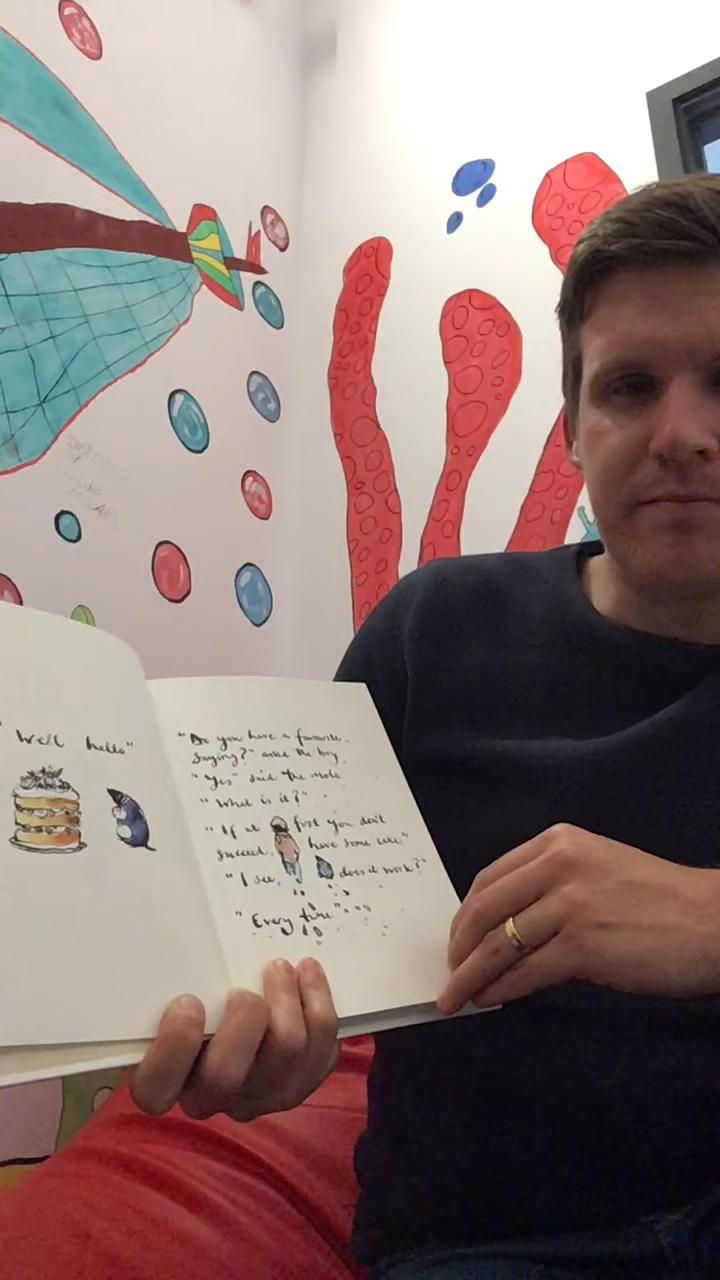 Well hello"
"Do you have a favourite
saying?" asked the boy
"Yes" said the mole
"What is it?"
"If at first you don't
succeed, have some cake."
"I see, does it work?"
"Every time."